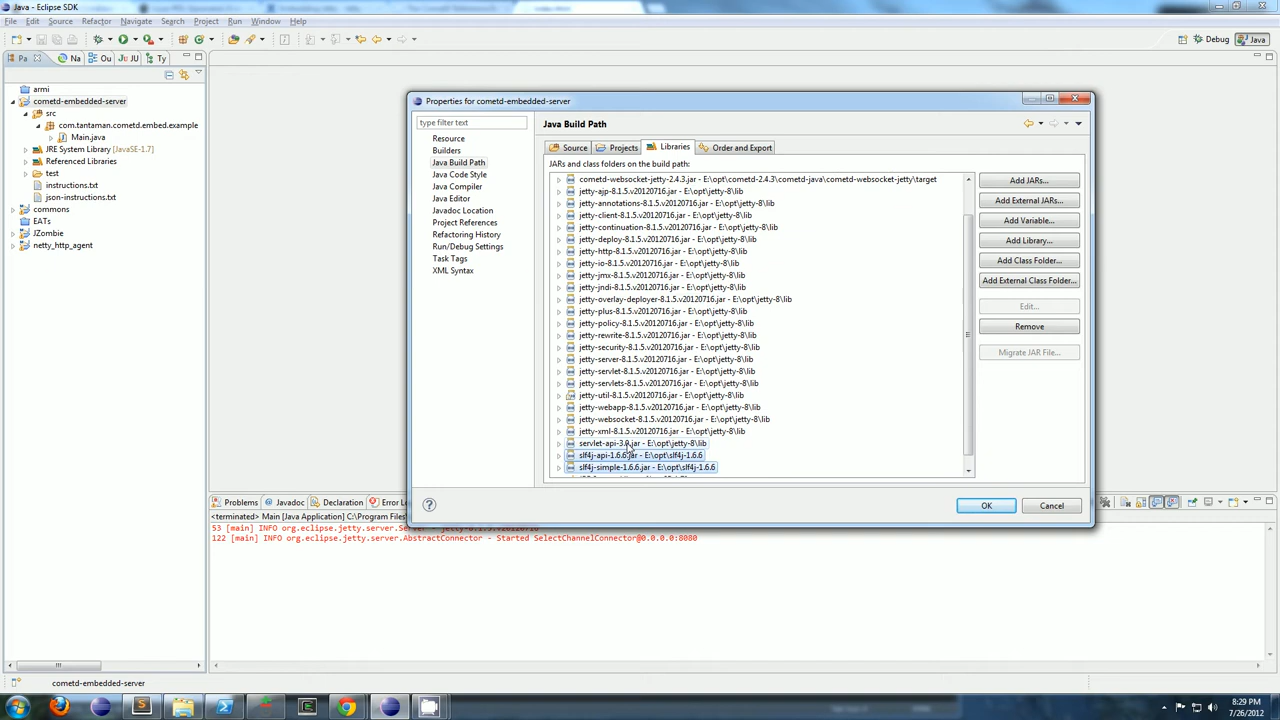 Java - Eclipse SDK
File Edit Source Refactor Navigate Search Project Run Window Help
Debug Java
Pa Na Ou JU Ty
armi
cometd-embedded-server
src
com.tantaman.cometd.embed.example
Main.java
JRE System Library [JavaSE-1.7]
Referenced Libraries
test
instructions.txt
json-instructions.txt
commons
EATs
JZombie
netty_http_agent
Properties for cometd-embedded-server
type filter text
Resource
Builders
Java Build Path
Java Code Style
Java Compiler
Java Editor
Javadoc Location
Project References
Refactoring History
Run/Debug Settings
Task Tags
XML Syntax
Java Build Path
Source Projects Libraries Order and Export
JARs and class folders on the build path:
cometd-websocket-jetty-2.4.3.jar - E:\opt\cometd-2.4.3\cometd-java\cometd-websocket-jetty\target
jetty-ajp-8.1.5.v20120716.jar - E:\opt\jetty-8\lib
jetty-annotations-8.1.5.v20120716.jar - E:\opt\jetty-8\lib
jetty-client-8.1.5.v20120716.jar - E:\opt\jetty-8\lib
jetty-continuation-8.1.5.v20120716.jar - E:\opt\jetty-8\lib
jetty-deploy-8.1.5.v20120716.jar - E:\opt\jetty-8\lib
jetty-http-8.1.5.v20120716.jar - E:\opt\jetty-8\lib
jetty-io-8.1.5.v20120716.jar - E:\opt\jetty-8\lib
jetty-jmx-8.1.5.v20120716.jar - E:\opt\jetty-8\lib
jetty-jndi-8.1.5.v20120716.jar - E:\opt\jetty-8\lib
jetty-overlay-deployer-8.1.5.v20120716.jar - E:\opt\jetty-8\lib
jetty-plus-8.1.5.v20120716.jar - E:\opt\jetty-8\lib
jetty-policy-8.1.5.v20120716.jar - E:\opt\jetty-8\lib
jetty-rewrite-8.1.5.v20120716.jar - E:\opt\jetty-8\lib
jetty-security-8.1.5.v20120716.jar - E:\opt\jetty-8\lib
jetty-server-8.1.5.v20120716.jar - E:\opt\jetty-8\lib
jetty-servlet-8.1.5.v20120716.jar - E:\opt\jetty-8\lib
jetty-servlets-8.1.5.v20120716.jar - E:\opt\jetty-8\lib
jetty-util-8.1.5.v20120716.jar - E:\opt\jetty-8\lib
jetty-webapp-8.1.5.v20120716.jar - E:\opt\jetty-8\lib
jetty-websocket-8.1.5.v20120716.jar - E:\opt\jetty-8\lib
jetty-xml-8.1.5.v20120716.jar - E:\opt\jetty-8\lib
servlet-api-3.0.jar - E:\opt\jetty-8\lib
slf4j-api-1.6.6.jar - E:\opt\slf4j-1.6.6
slf4j-simple-1.6.6.jar - E:\opt\slf4j-1.6.6
Add JARs...
Add External JARs...
Add Variable...
Add Library...
Add Class Folder...
Add External Class Folder...
Edit...
Remove
Migrate JAR File...
OK Cancel
Problems Javadoc Declaration Error Lo
<terminated> Main [Java Application] C:\Program Files\
53 [main] INFO org.eclipse.jetty.server.Server
122 [main] INFO org.eclipse.jetty.server.AbstractConnector - Started SelectChannelConnector@0.0.0.0:8080
cometd-embedded-server
8:29 PM
7/26/2012